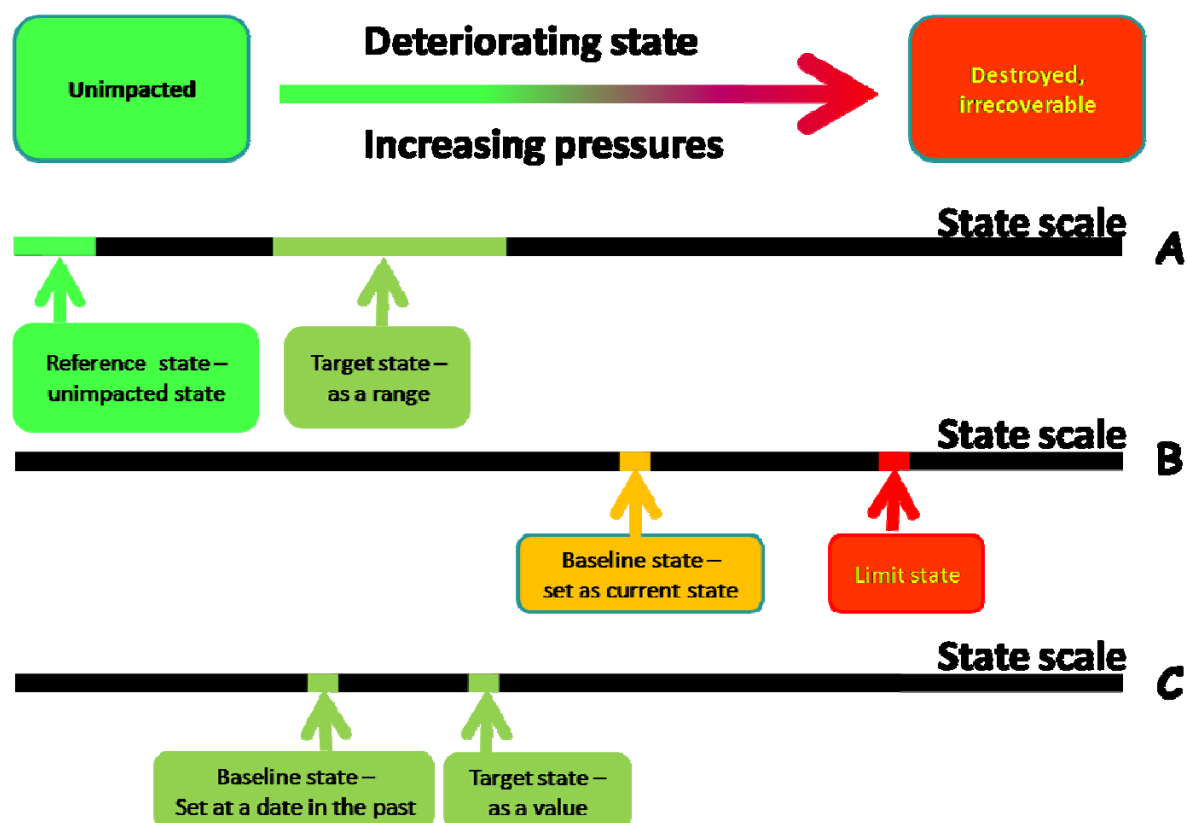 Unimpacted
Deteriorating state
Increasing pressures
Destroyed,
irrecoverable
State scale
A
Reference state –
unimpacted state
Target state –
as a range
State scale
B
Baseline state –
set as current state
Limit state
State scale
C
Baseline state –
Set at a date in the past
Target state –
as a value